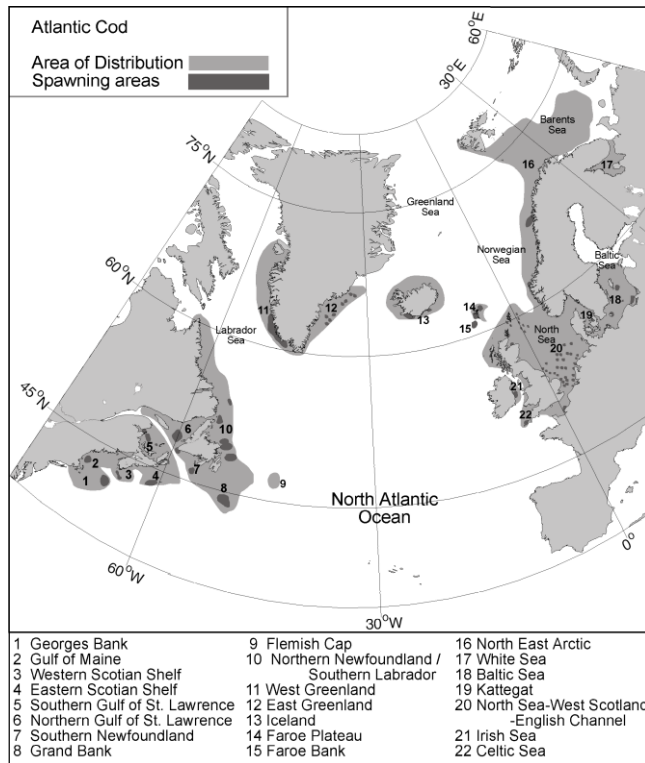 Atlantic Cod
Area of Distribution
Spawning areas
60°E
30°E
Barents
Sea
75°N
16
17
Greenland
Sea
Norwegian
Sea
Baltic
Sea
60°N
11
12
13
14
15
18
19
Labrador
Sea
North
Sea
20
45°N
21
22
10
6
5
7
2
1
3
4
8
9
North Atlantic
Ocean
0°
60°W
30°W
1 Georges Bank
2 Gulf of Maine
3 Western Scotian Shelf
4 Eastern Scotian Shelf
5 Southern Gulf of St. Lawrence
6 Northern Gulf of St. Lawrence
7 Southern Newfoundland
8 Grand Bank
9 Flemish Cap
10 Northern Newfoundland /
Southern Labrador
11 West Greenland
12 East Greenland
13 Iceland
14 Faroe Plateau
15 Faroe Bank
16 North East Arctic
17 White Sea
18 Baltic Sea
19 Kattegat
20 North Sea-West Scotland
-English Channel
21 Irish Sea
22 Celtic Sea